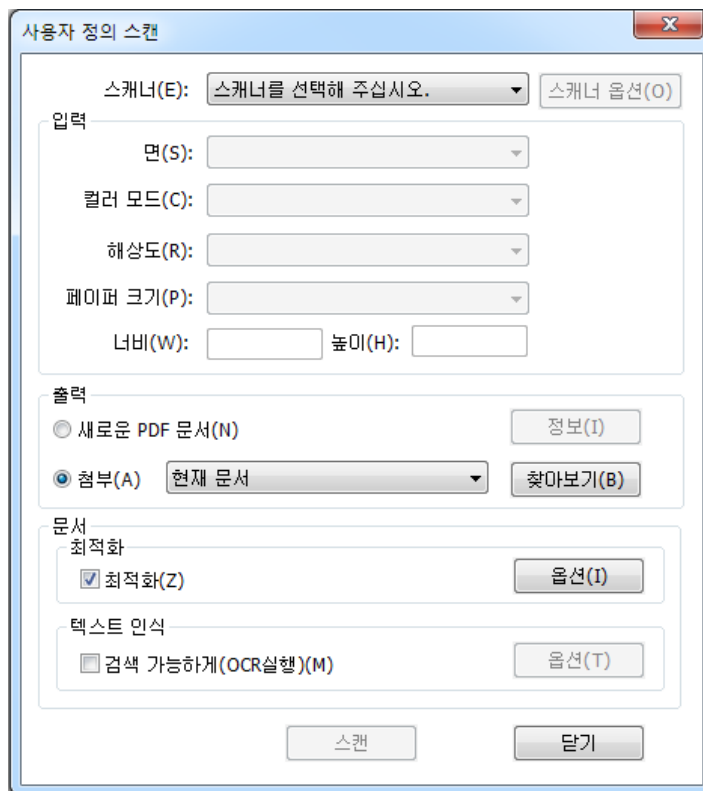 사용자 정의 스캔
스캐너(E): 스캐너를 선택해 주십시오. 스캐너 옵션(O)
입력
면(S):
컬러 모드(C):
해상도(R):
페이퍼 크기(P):
너비(W): 높이(H):
출력
새로운 PDF 문서(N) 정보(I)
첨부(A) 현재 문서 찾아보기(B)
문서
최적화
최적화(Z) 옵션(I)
텍스트 인식
검색 가능하게(OCR실행)(M) 옵션(T)
스캔 닫기